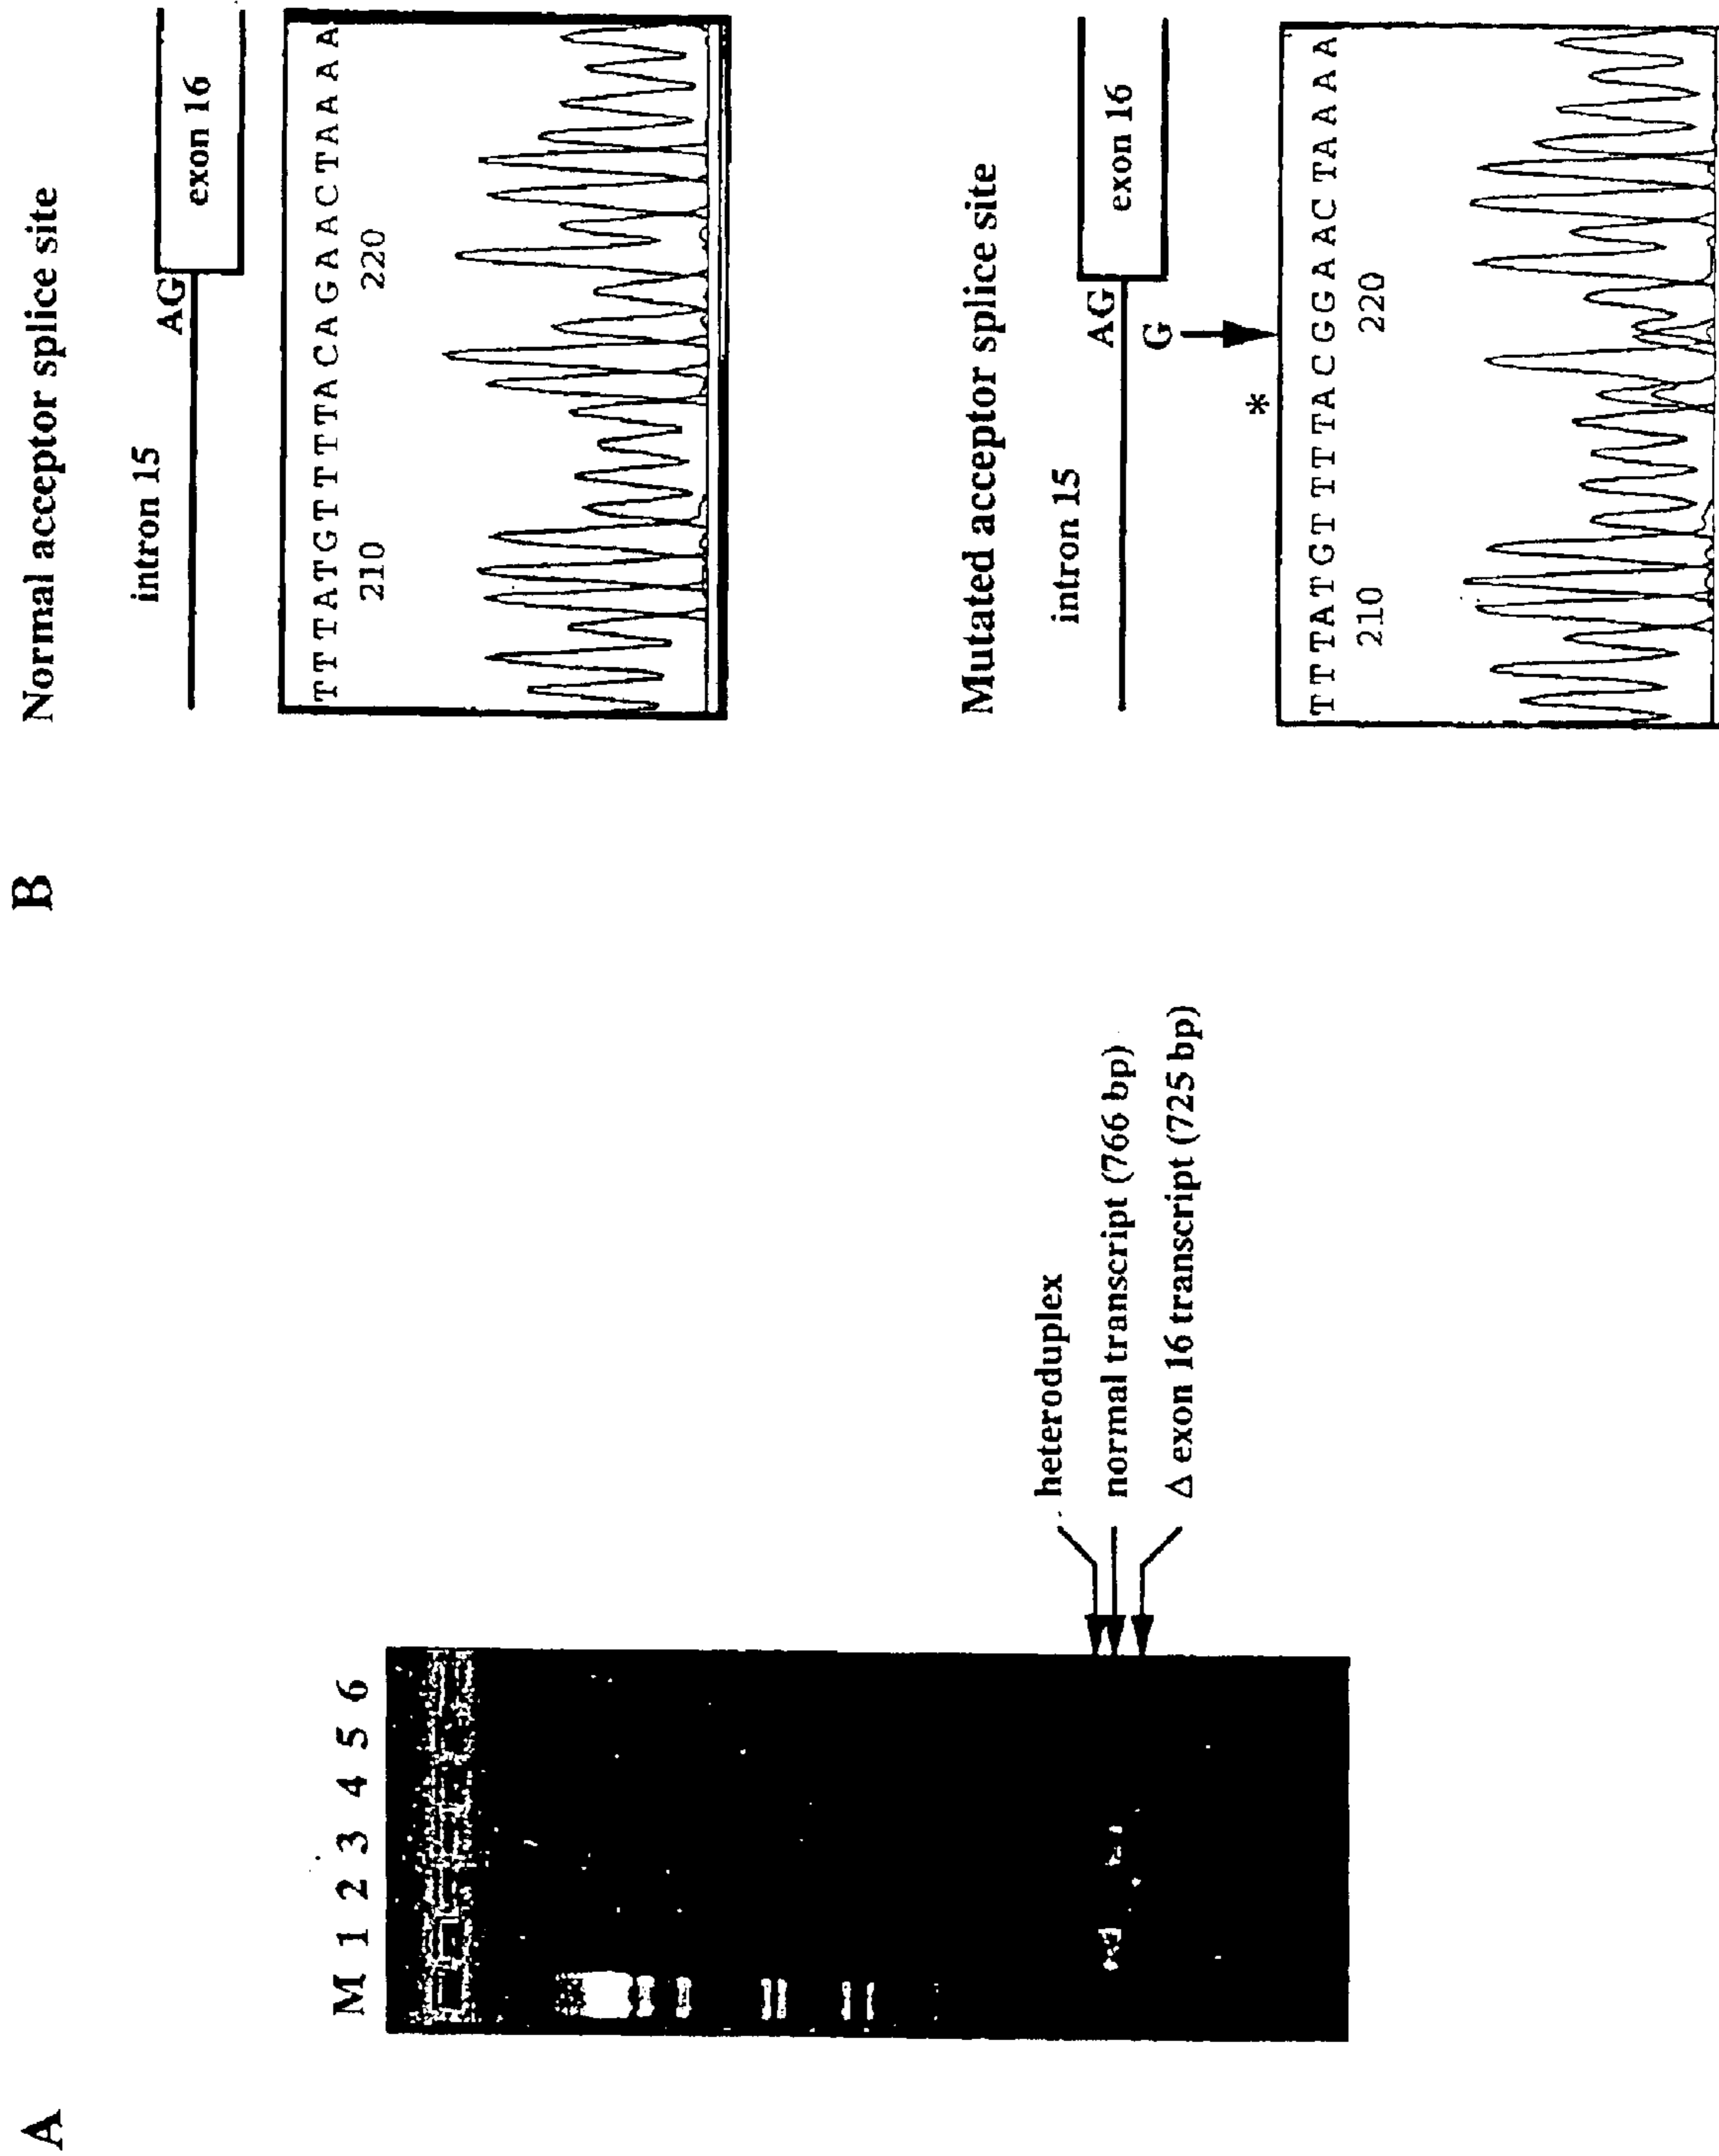 A
M 1 2 3 4 5 6
heteroduplex
normal transcript (766 bp)
Δ exon 16 transcript (725 bp)
B
Normal acceptor splice site
intron 15
AG
exon 16
TTTATGTTTTACAGAACTAAAA
210
220
Mutated acceptor splice site
intron 15
AG
exon 16
G
*
TTTATGTTTTACGGAACTAAAA
210
220